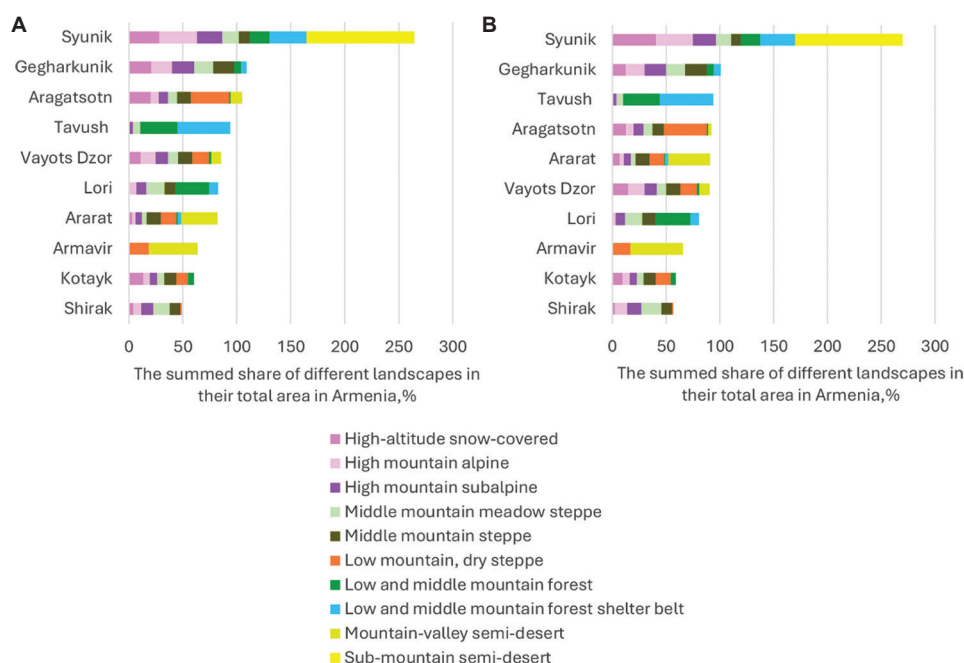 A
Syunik
Gegharkunik
Aragatsotn
Tavush
Vayots Dzor
Lori
Ararat
Armavir
Kotayk
Shirak
0 50 100 150 200 250 300
The summed share of different landscapes in
their total area in Armenia,%
B
Syunik
Gegharkunik
Tavush
Aragatsotn
Ararat
Vayots Dzor
Lori
Armavir
Kotayk
Shirak
0 50 100 150 200 250 300
The summed share of different landscapes in
their total area in Armenia,%
High-altitude snow-covered
High mountain alpine
High mountain subalpine
Middle mountain meadow steppe
Middle mountain steppe
Low mountain, dry steppe
Low and middle mountain forest
Low and middle mountain forest shelter belt
Mountain-valley semi-desert
Sub-mountain semi-desert